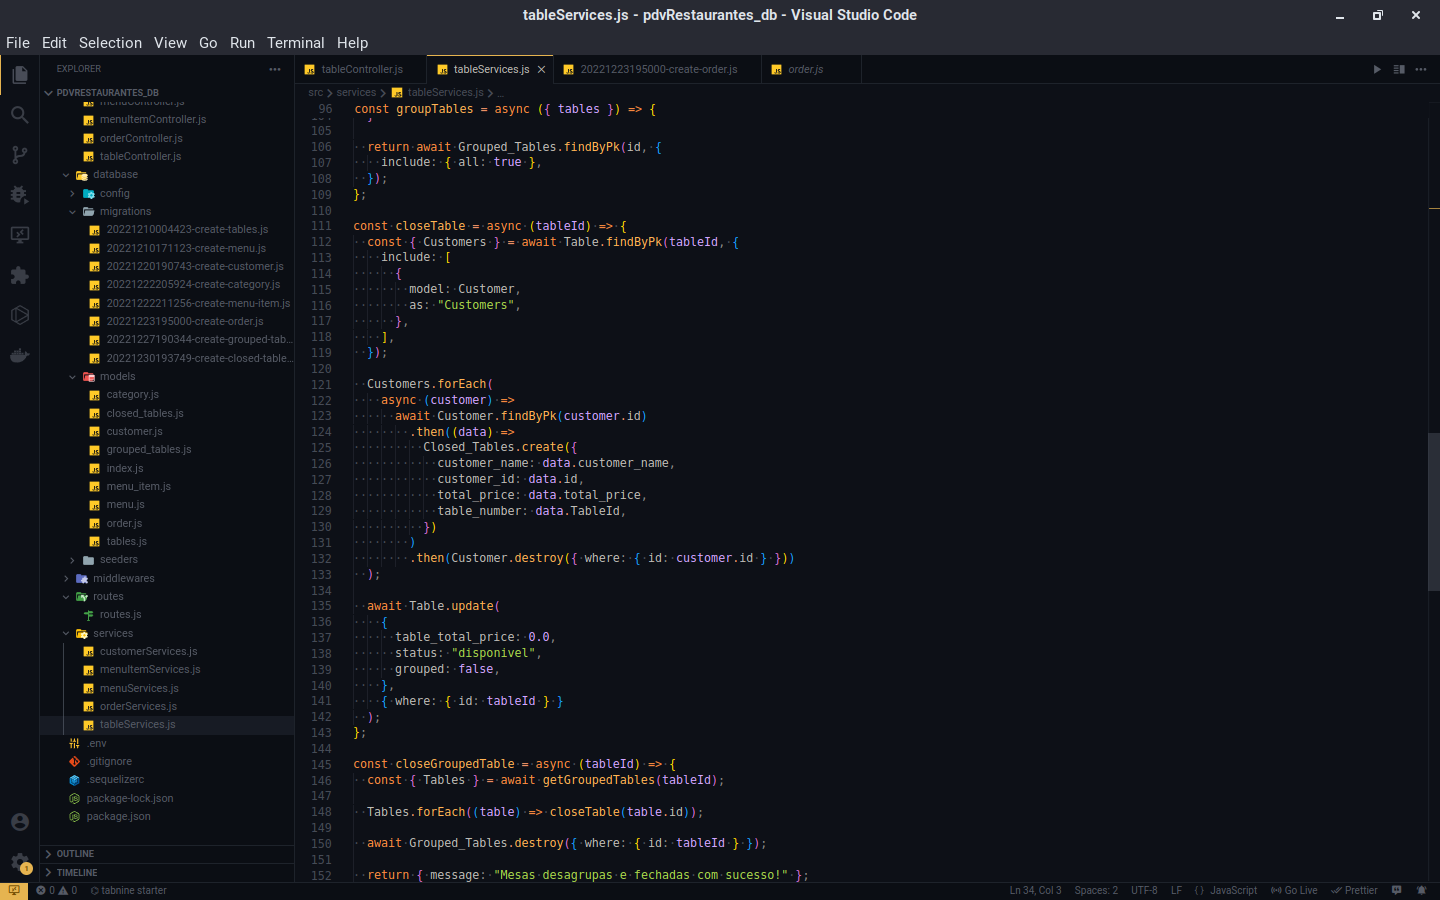 tableServices.js - pdvRestaurantes_db - Visual Studio Code
File Edit Selection View Go Run Terminal Help
EXPLORER
PDVRESTAURANTES_DB
menuController.js
menuItemController.js
orderController.js
tableController.js
database
config
migrations
20221210004423-create-tables.js
20221210171123-create-menu.js
20221220190743-create-customer.js
20221222205924-create-category.js
20221222211256-create-menu-item.js
20221223195000-create-order.js
20221227190344-create-grouped-tab...
20221230193749-create-closed-table...
models
category.js
closed_tables.js
customer.js
grouped_tables.js
index.js
menu_item.js
menu.js
order.js
tables.js
seeders
middlewares
routes
routes.js
services
customerServices.js
menuItemServices.js
menuServices.js
orderServices.js
tableServices.js
.env
.gitignore
.sequelizerc
package-lock.json
package.json
OUTLINE
TIMELINE
tableController.js tableServices.js 20221223195000-create-order.js order.js
src > services > tableServices.js > ...
96 const groupTables = async ({ tables }) => {
104 }
105
106 return await Grouped_Tables.findByPk(id, {
107 include: { all: true },
108 });
109 };
110
111 const closeTable = async (tableId) => {
112 const { Customers } = await Table.findByPk(tableId, {
113 include: [
114 {
115 model: Customer,
116 as: "Customers",
117 },
118 ],
119 });
120
121 Customers.forEach(
122 async (customer) =>
123 await Customer.findByPk(customer.id)
124 .then((data) =>
125 Closed_Tables.create({
126 customer_name: data.customer_name,
127 customer_id: data.id,
128 total_price: data.total_price,
129 table_number: data.TableId,
130 })
131 )
132 .then(Customer.destroy({ where: { id: customer.id } }))
133 );
134
135 await Table.update(
136 {
137 table_total_price: 0.0,
138 status: "disponivel",
139 grouped: false,
140 },
141 { where: { id: tableId } }
142 );
143 };
144
145 const closeGroupedTable = async (tableId) => {
146 const { Tables } = await getGroupedTables(tableId);
147
148 Tables.forEach((table) => closeTable(table.id));
149
150 await Grouped_Tables.destroy({ where: { id: tableId } });
151
152 return { message: "Mesas desagrupas e fechadas com sucesso!" };
1
0 0 tabnine starter Ln 34, Col 3 Spaces: 2 UTF-8 LF {} JavaScript Go Live Prettier